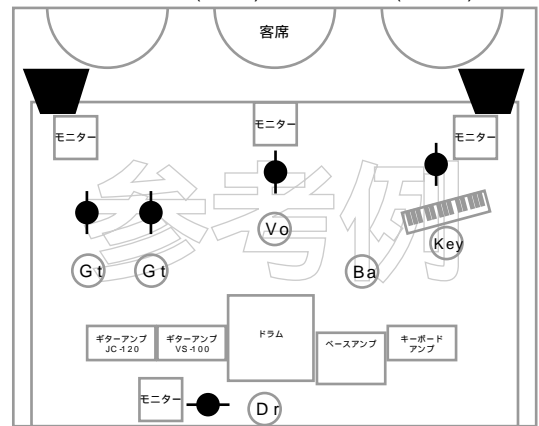 客席
モニター
モニター
モニター
参考例
Vo
Key
Gt
Gt
Ba
ギターアンプ
JC-120
ギターアンプ
VS-100
ドラム
ベースアンプ
キーボード
アンプ
モニター
Dr